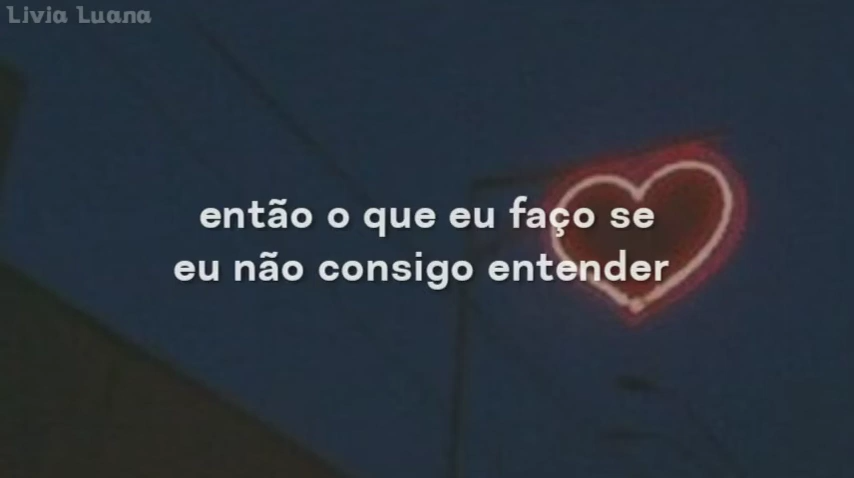 Livia Luana
então o que eu faço se
eu não consigo entender